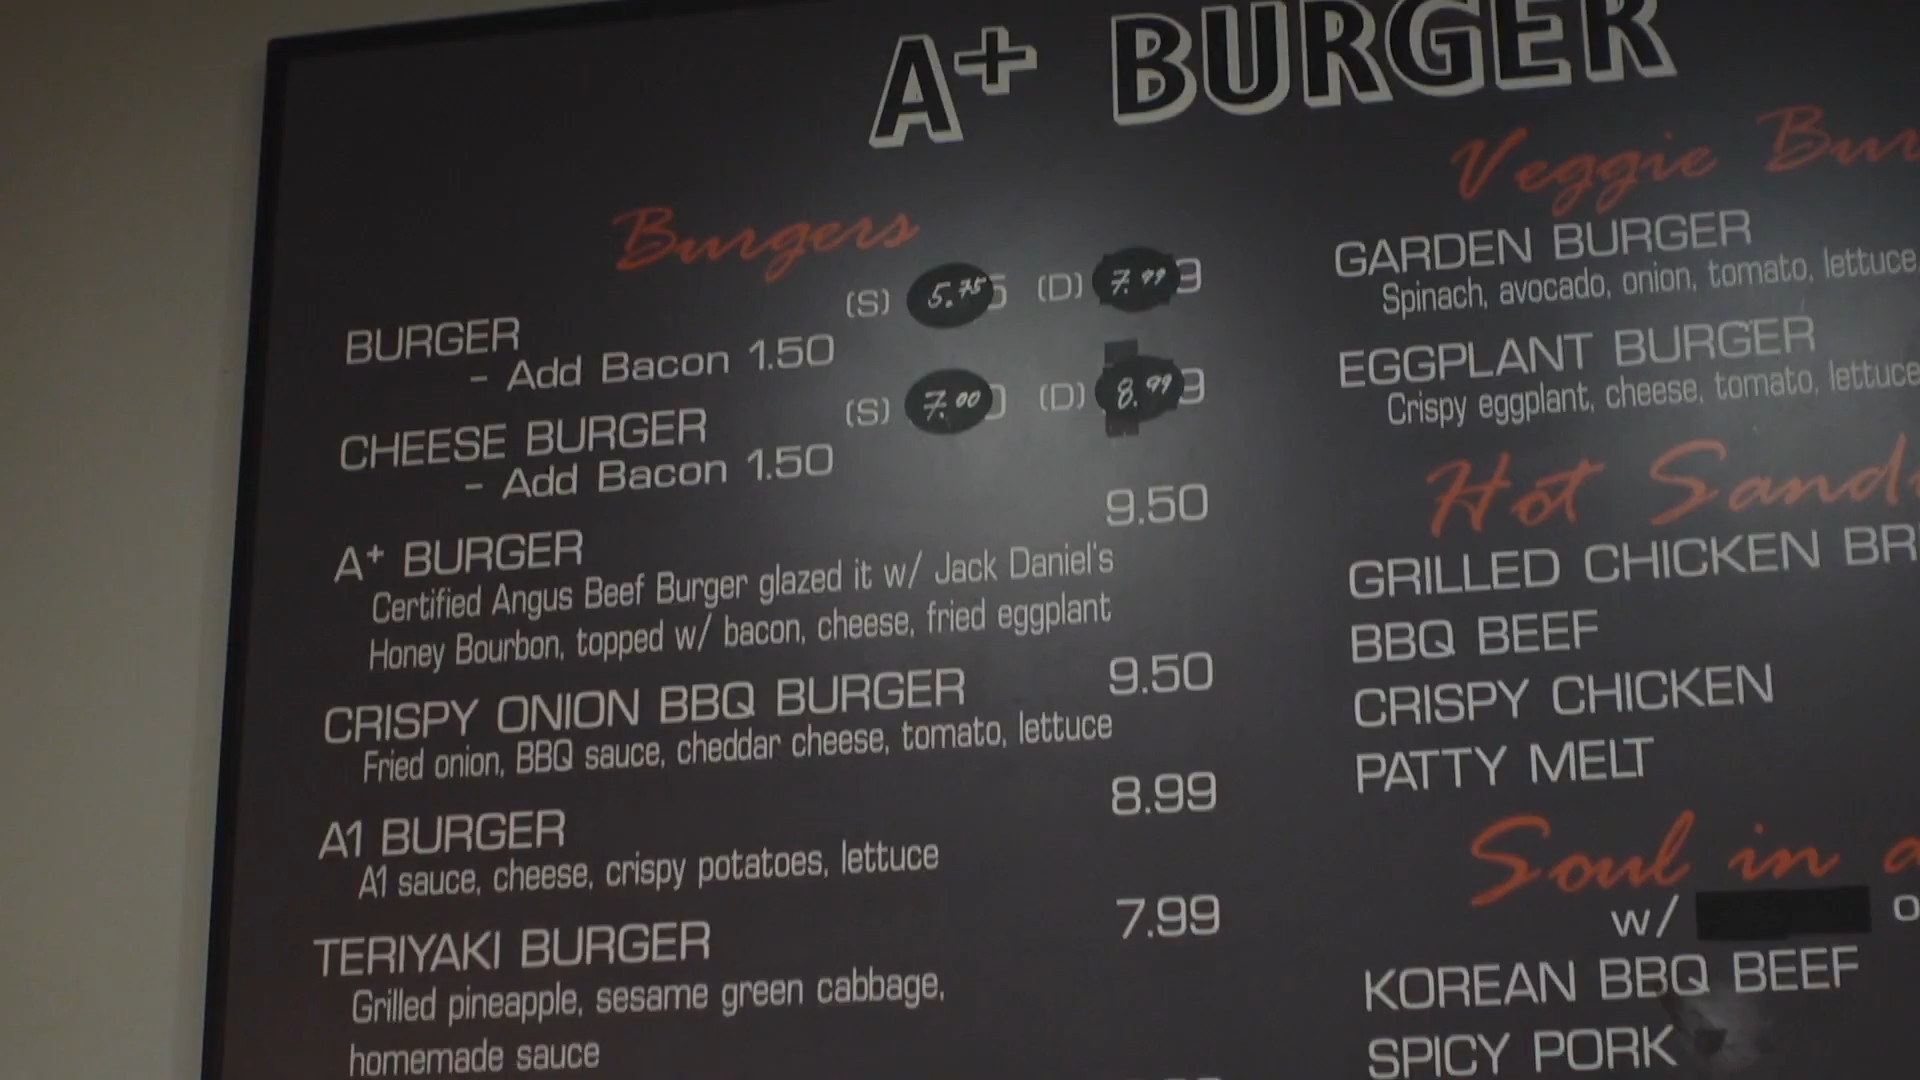 A+ BURGER
Burgers
BURGER (S) 5.75 (D) 7.99
- Add Bacon 1.50
CHEESE BURGER (S) 7.00 (D) 8.99
- Add Bacon 1.50
A+ BURGER 9.50
Certified Angus Beef Burger glazed it w/ Jack Daniel's
Honey Bourbon, topped w/ bacon, cheese, fried eggplant
CRISPY ONION BBQ BURGER 9.50
Fried onion, BBQ sauce, cheddar cheese, tomato, lettuce
A1 BURGER 8.99
A1 sauce, cheese, crispy potatoes, lettuce
TERIYAKI BURGER 7.99
Grilled pineapple, sesame green cabbage,
homemade sauce
Veggie
GARDEN BURGER
Spinach, avocado, onion, tomato, lettuce,
EGGPLANT BURGER
Crispy eggplant, cheese, tomato, lettuce
Hot
GRILLED CHICKEN
BBQ BEEF
CRISPY CHICKEN
PATTY MELT
Soul in
w/
KOREAN BBQ BEEF
SPICY PORK